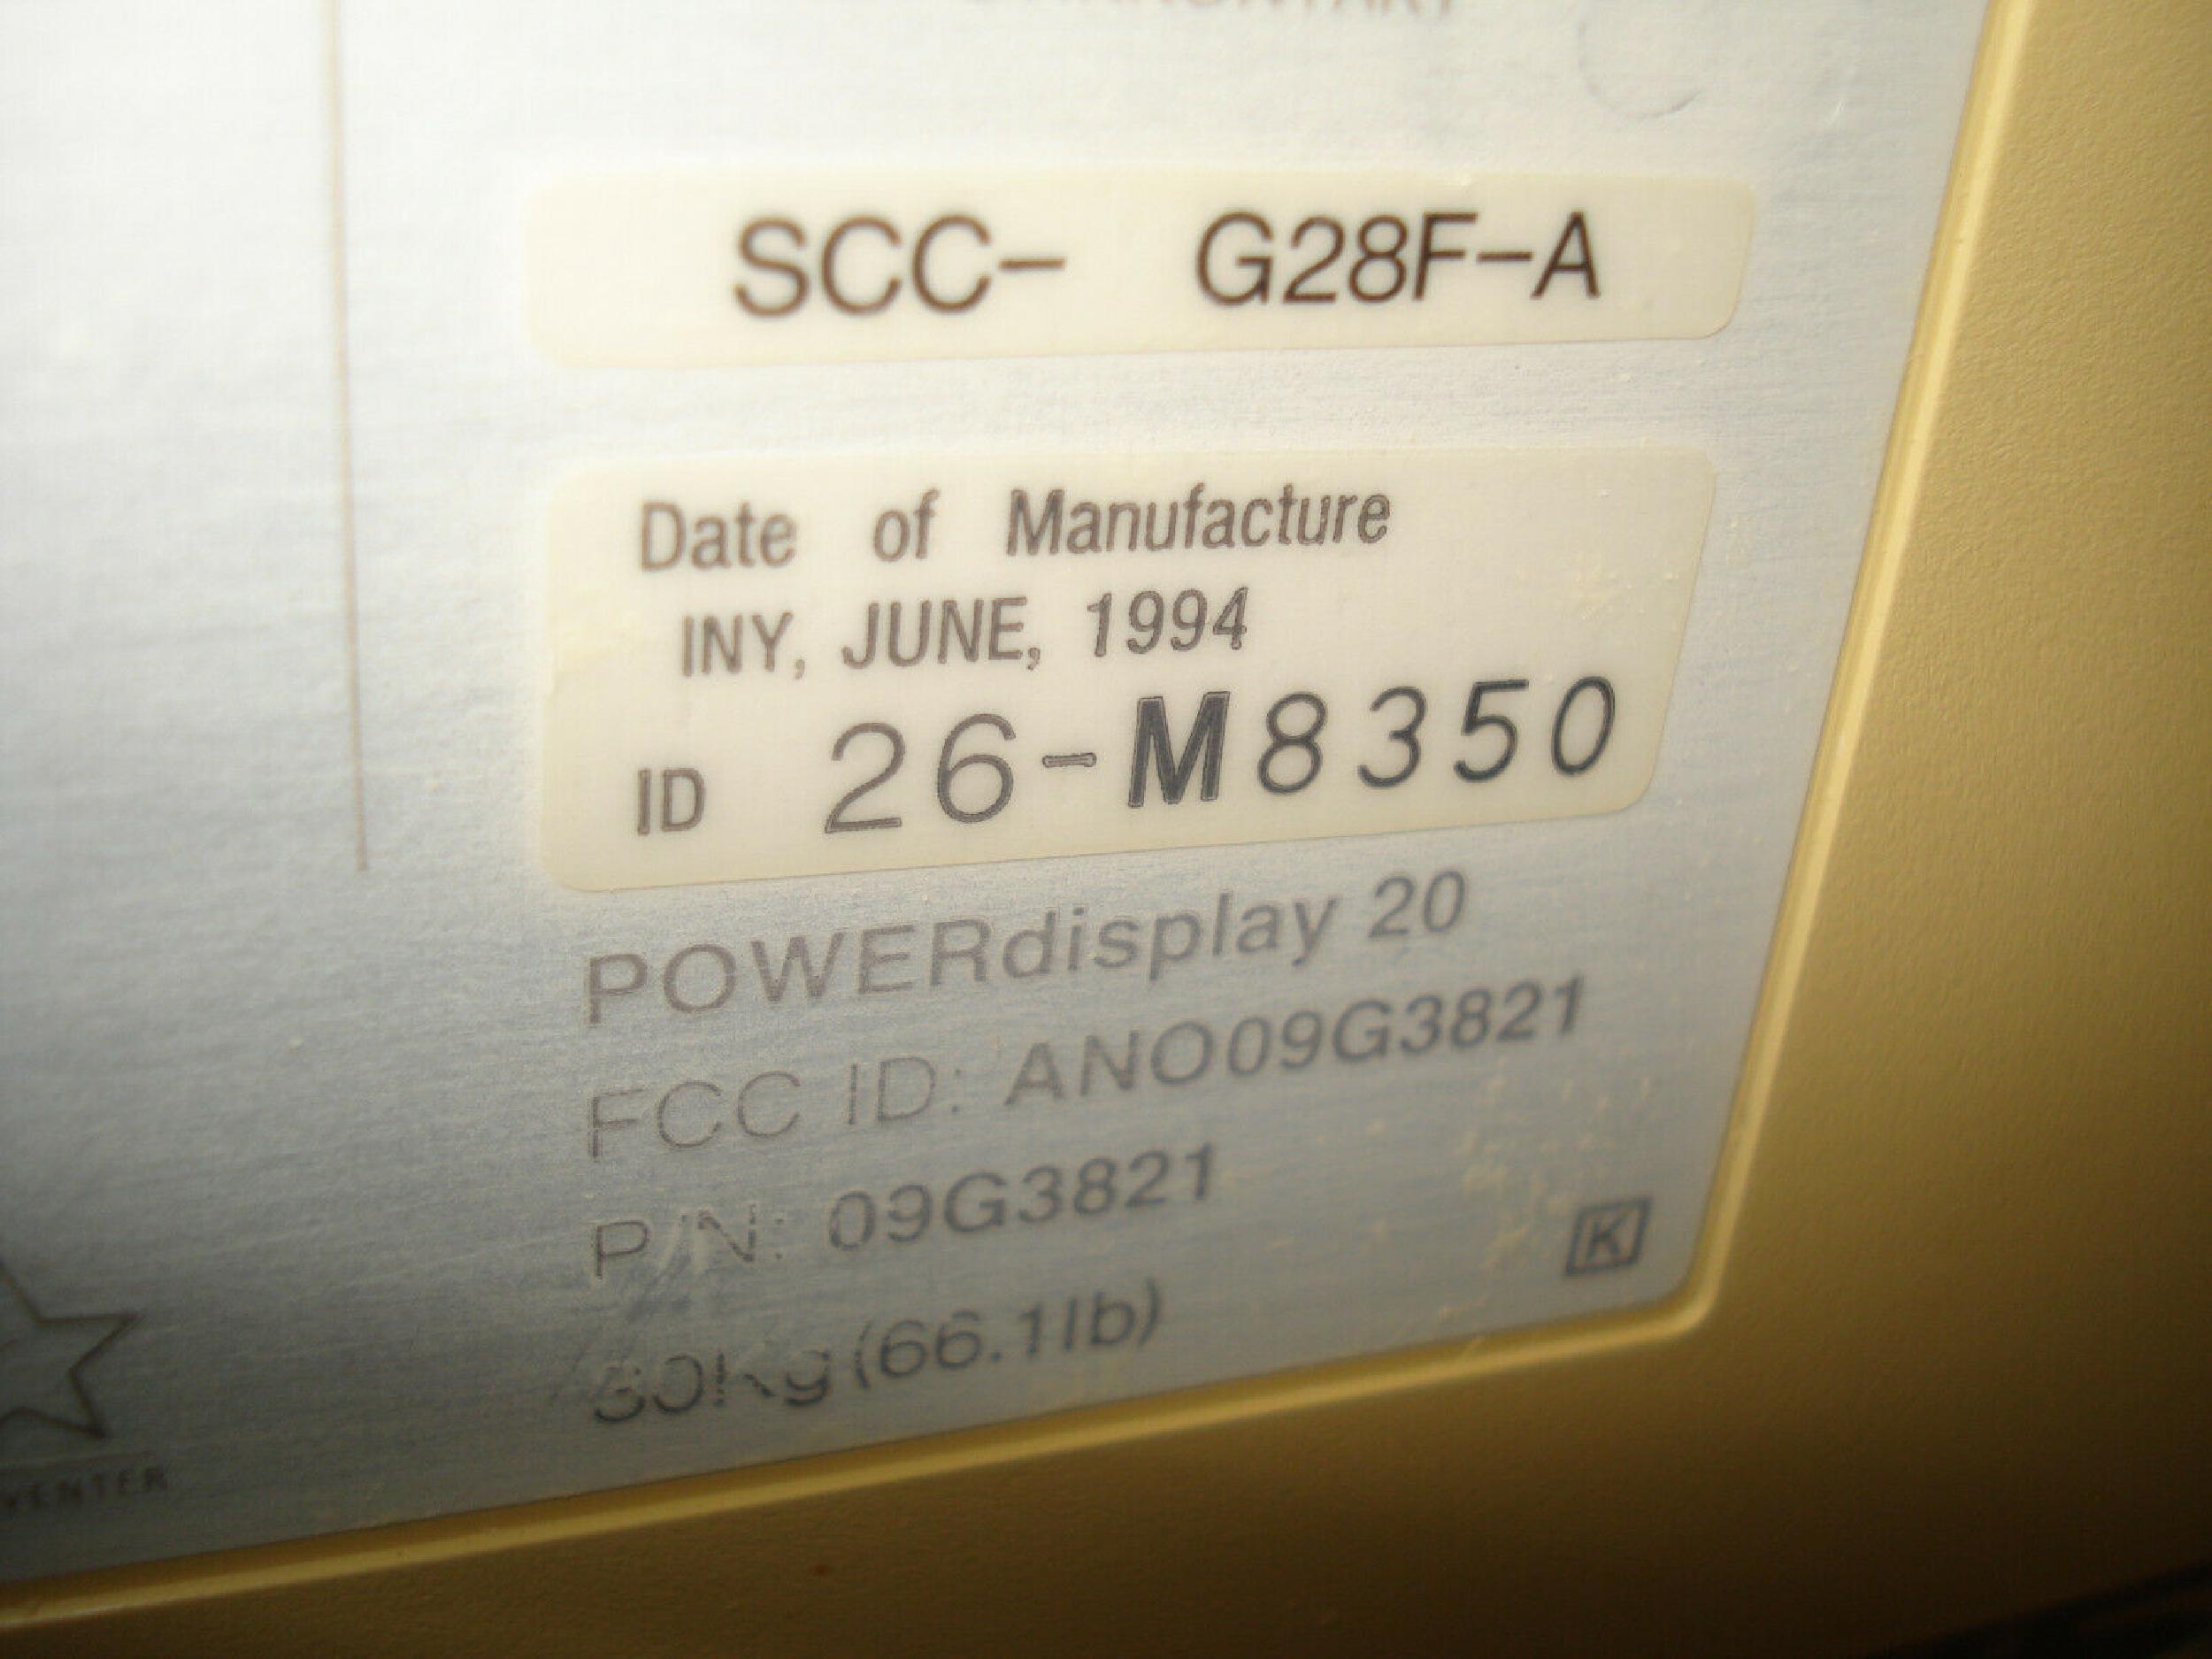 SCC- G28F-A
Date of Manufacture
INY, JUNE, 1994
ID 26-M8350
POWERdisplay 20
FCC ID: ANO09G3821
P/N: 09G3821
K
30Kg(66.1lb)